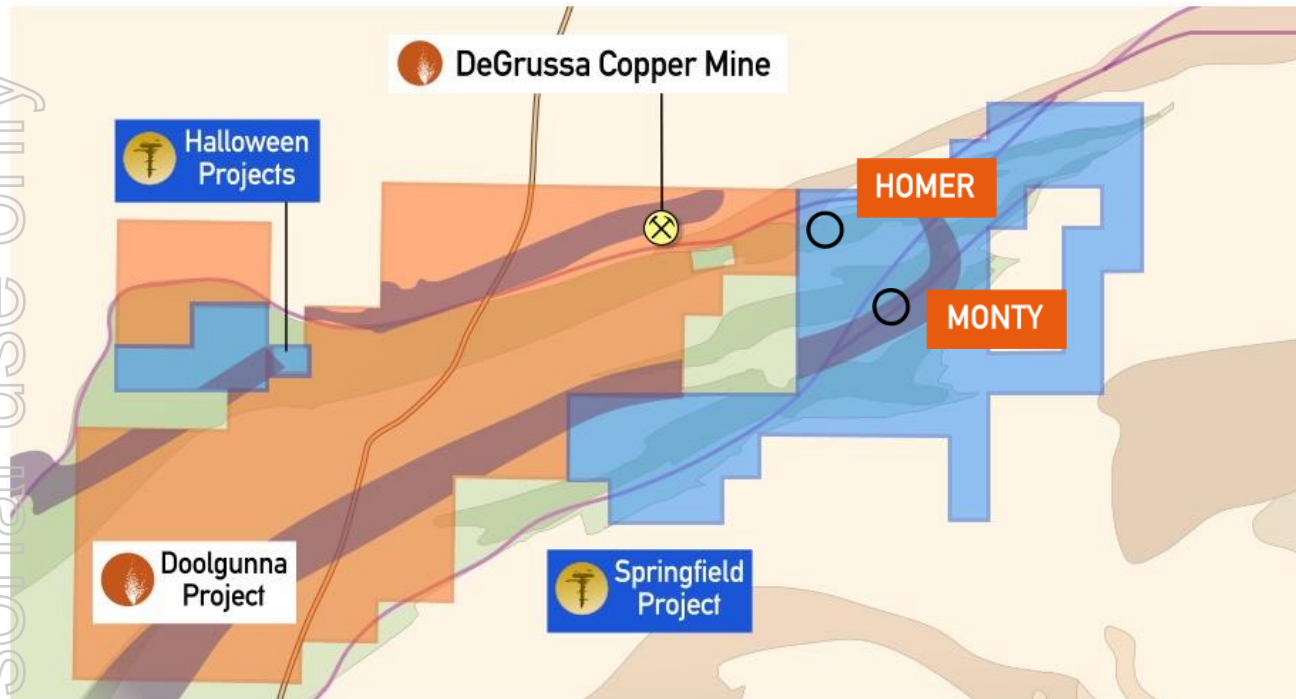 DeGrussa Copper Mine
Halloween
Projects
HOMER
MONTY
Doolgunna
Project
Springfield
Project